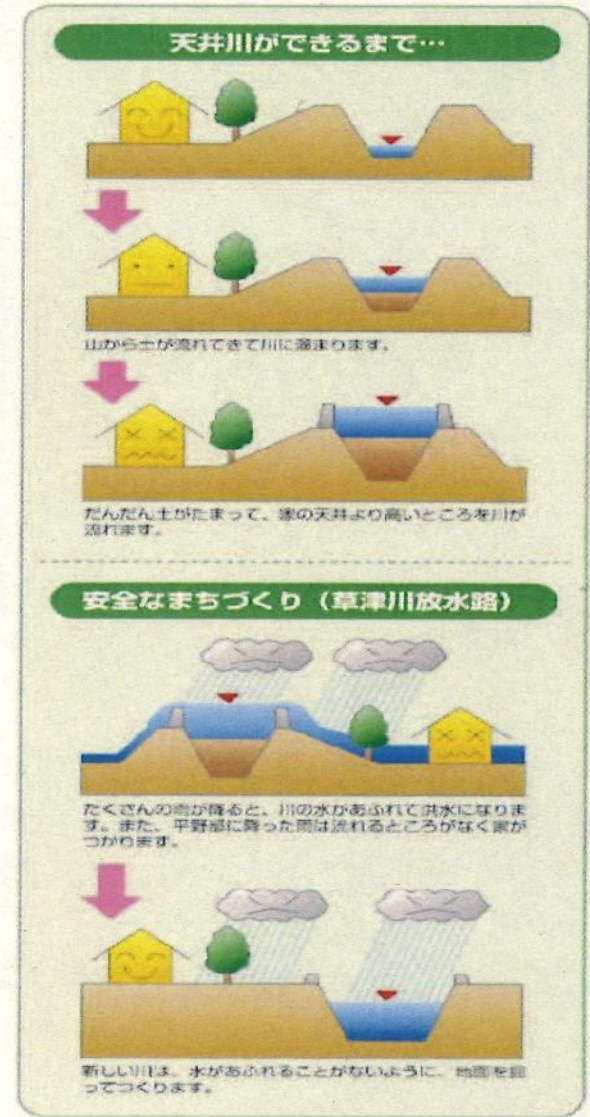 天井川ができるまで…
山から土が流れてきて川に溜まります。
だんだん土がたまって、家の天井より高いところを川が
流れます。
安全なまちづくり（草津川放水路）
たくさんの雨が降ると、川の水があふれて洪水になりま
す。また、平野部に降った雨は流れるところがなく家が
つかります。
新しい川は、水があふれることがないように、地面を掘
ってつくります。